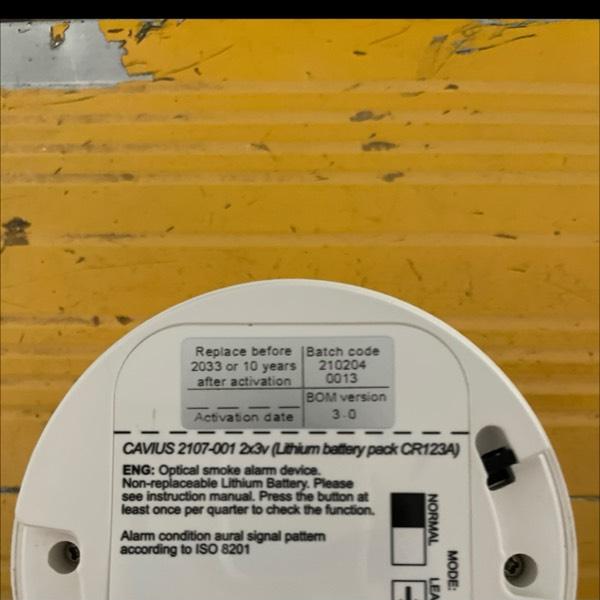 Replace before
2033 or 10 years
after activation
Activation date
Batch code
210204
0013
BOM version
3.0
CAVIUS 2107-001 2x3v (Lithium battery pack CR123A)
ENG: Optical smoke alarm device.
Non-replaceable Lithium Battery. Please
see instruction manual. Press the button at
least once per quarter to check the function.
Alarm condition aural signal pattern
according to ISO 8201
NORMAL
MODE: